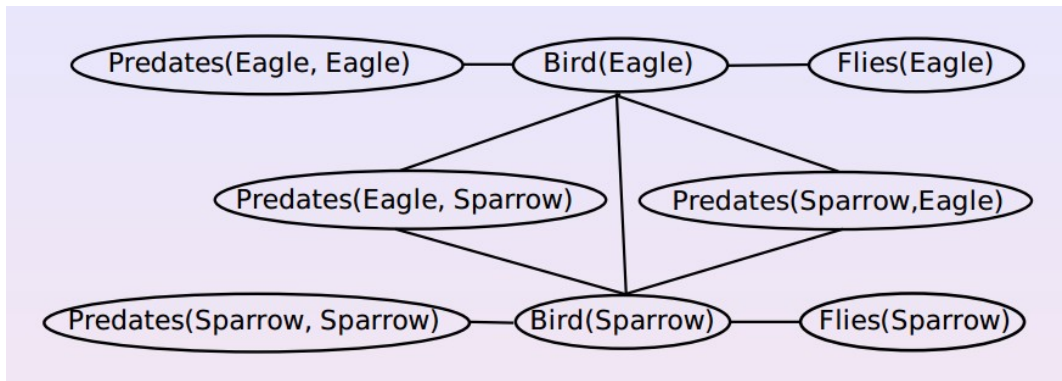 Predates(Eagle, Eagle) Bird(Eagle) Flies(Eagle)
Predates(Eagle, Sparrow) Predates(Sparrow,Eagle)
Predates(Sparrow, Sparrow) Bird(Sparrow) Flies(Sparrow)